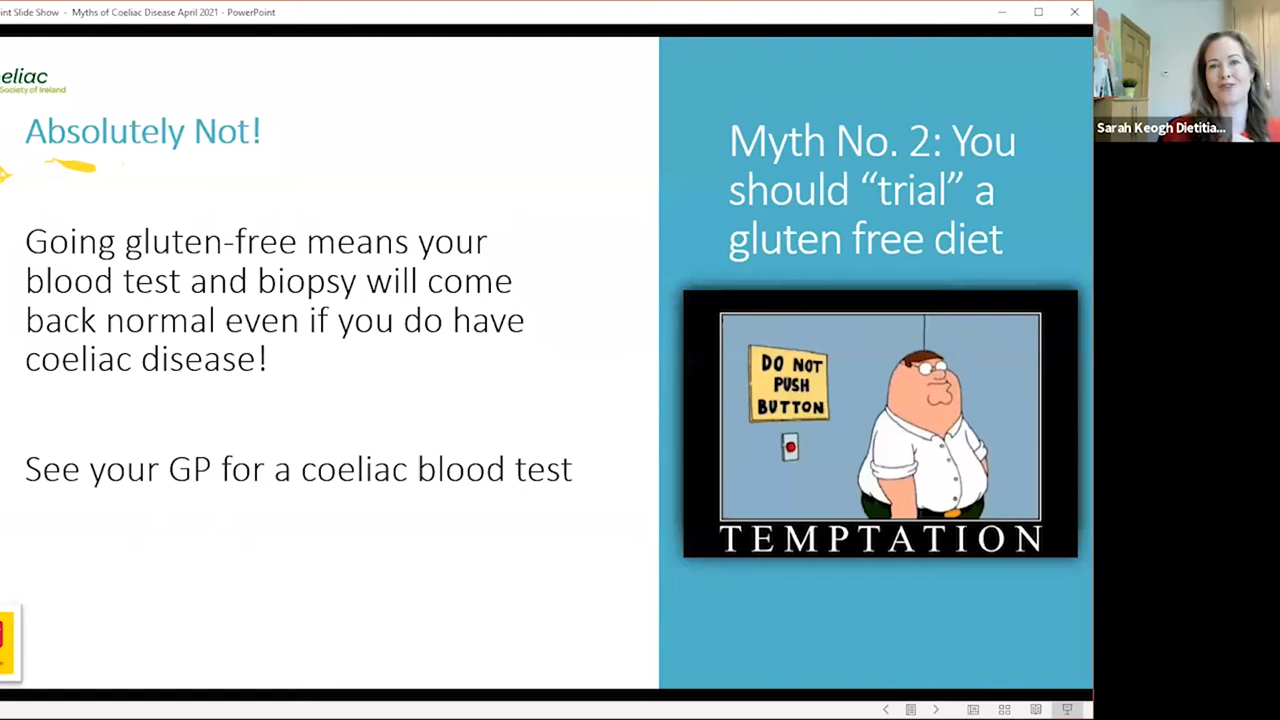 int Slide Show - Myths of Coeliac Disease April 2021 - PowerPoint
eliac
Society of Ireland
Absolutely Not!
Going gluten-free means your
blood test and biopsy will come
back normal even if you do have
coeliac disease!
See your GP for a coeliac blood test
Myth No. 2: You
should “trial” a
gluten free diet
DO NOT
PUSH
BUTTON
TEMPTATION
Sarah Keogh Dietitia...